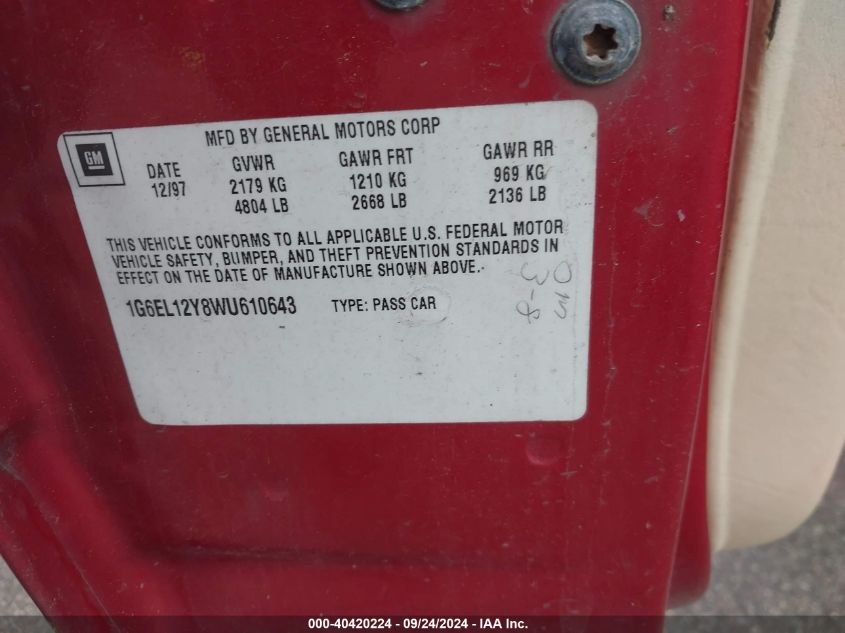 MFD BY GENERAL MOTORS CORP
GM
DATE GVWR GAWR FRT GAWR RR
12/97 2179 KG 1210 KG 969 KG
4804 LB 2668 LB 2136 LB
THIS VEHICLE CONFORMS TO ALL APPLICABLE U.S. FEDERAL MOTOR
VEHICLE SAFETY, BUMPER, AND THEFT PREVENTION STANDARDS IN
EFFECT ON THE DATE OF MANUFACTURE SHOWN ABOVE.
1G6EL12Y8WU610643 TYPE: PASS CAR
3-8
000-40420224 - 09/24/2024 - IAA Inc.